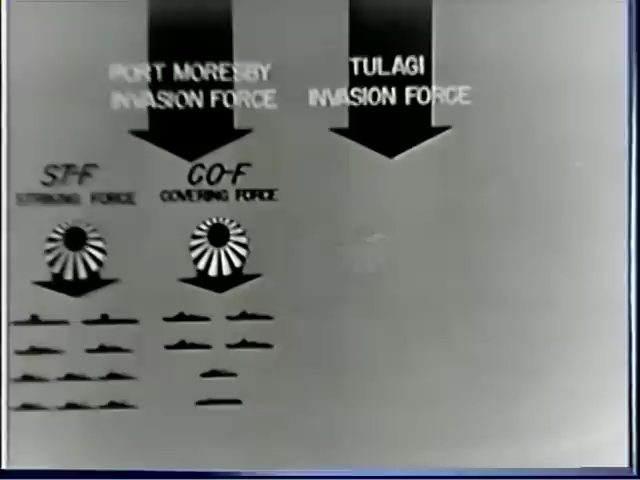 PORT MORESBY
INVASION FORCE
TULAGI
INVASION FORCE
ST-F
STRIKING FORCE
CO-F
COVERING FORCE